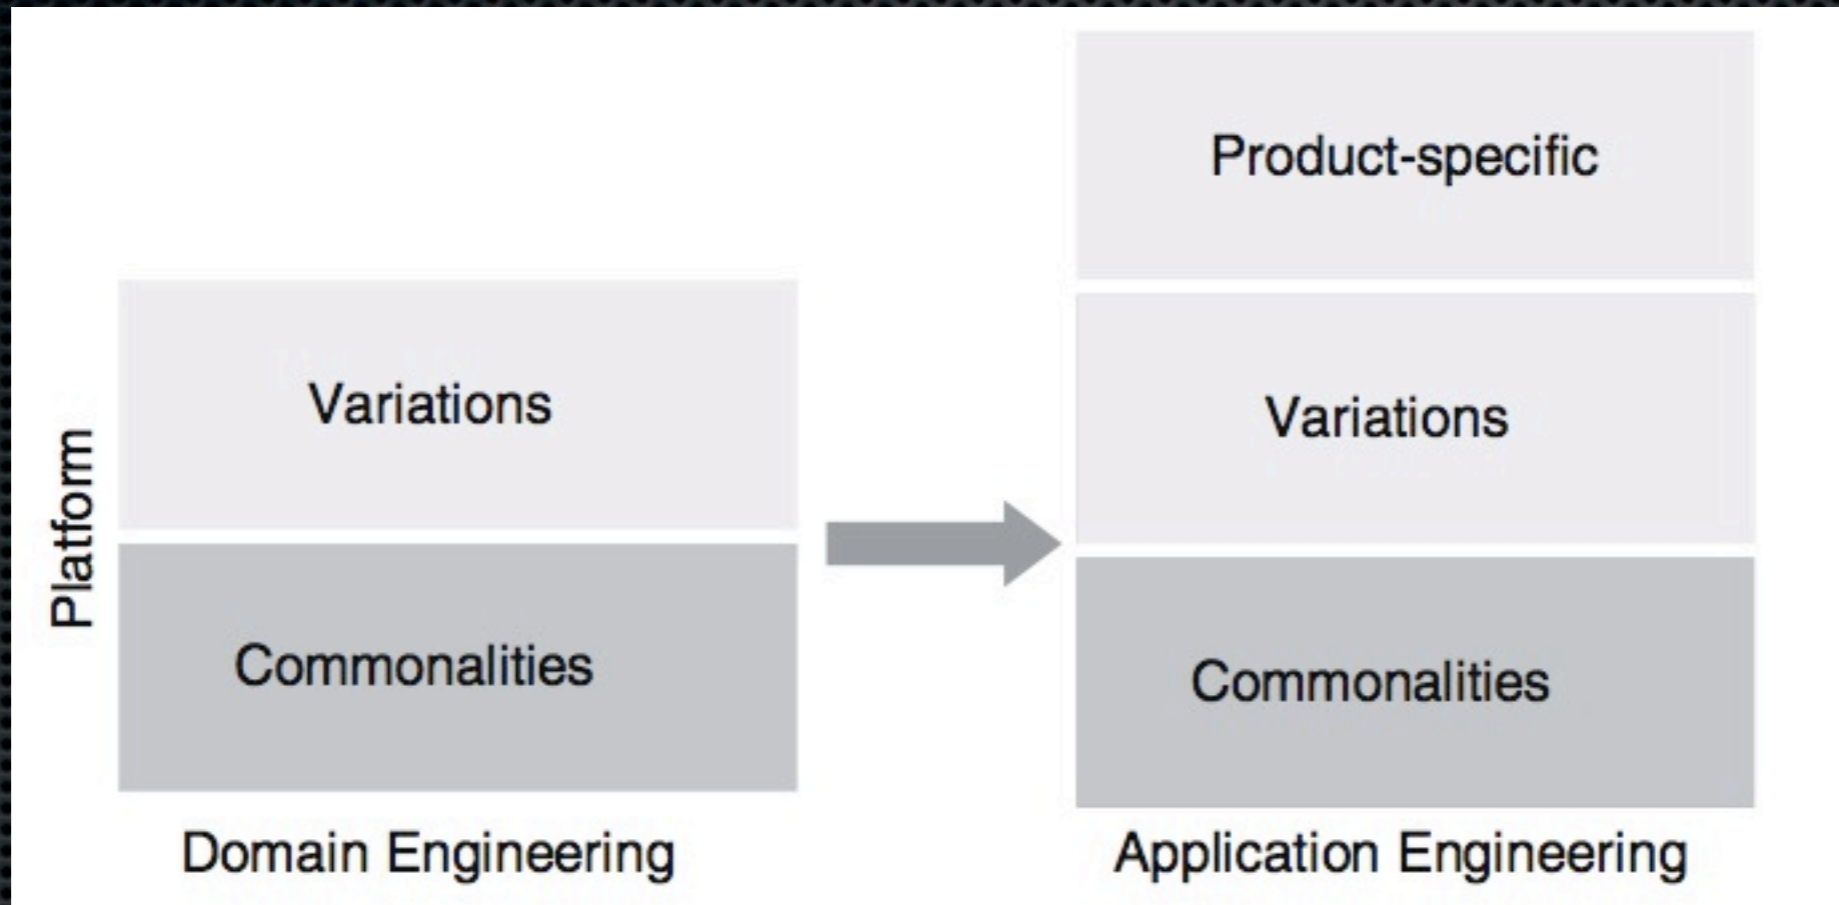 Platform
Variations
Commonalities
Domain Engineering
Product-specific
Variations
Commonalities
Application Engineering